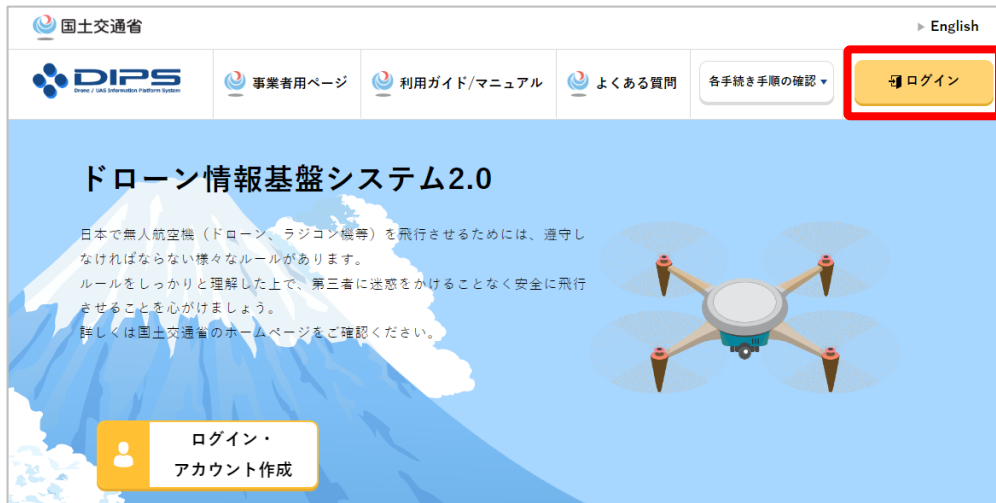 国土交通省
▶ English
DIPS
Drone / UAS Information Platform System
事業者用ページ
利用ガイド/マニュアル
よくある質問
各手続き手順の確認▼
ログイン
ドローン情報基盤システム2.0
日本で無人航空機（ドローン、ラジコン機等）を飛行させるためには、遵守し
なければならない様々なルールがあります。
ルールをしっかりと理解した上で、第三者に迷惑をかけることなく安全に飛行
させることを心がけましょう。
詳しくは国土交通省のホームページをご確認ください。
ログイン・
アカウント作成